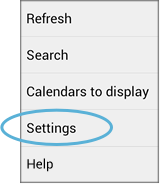 Refresh
Search
Calendars to display
Settings
Help